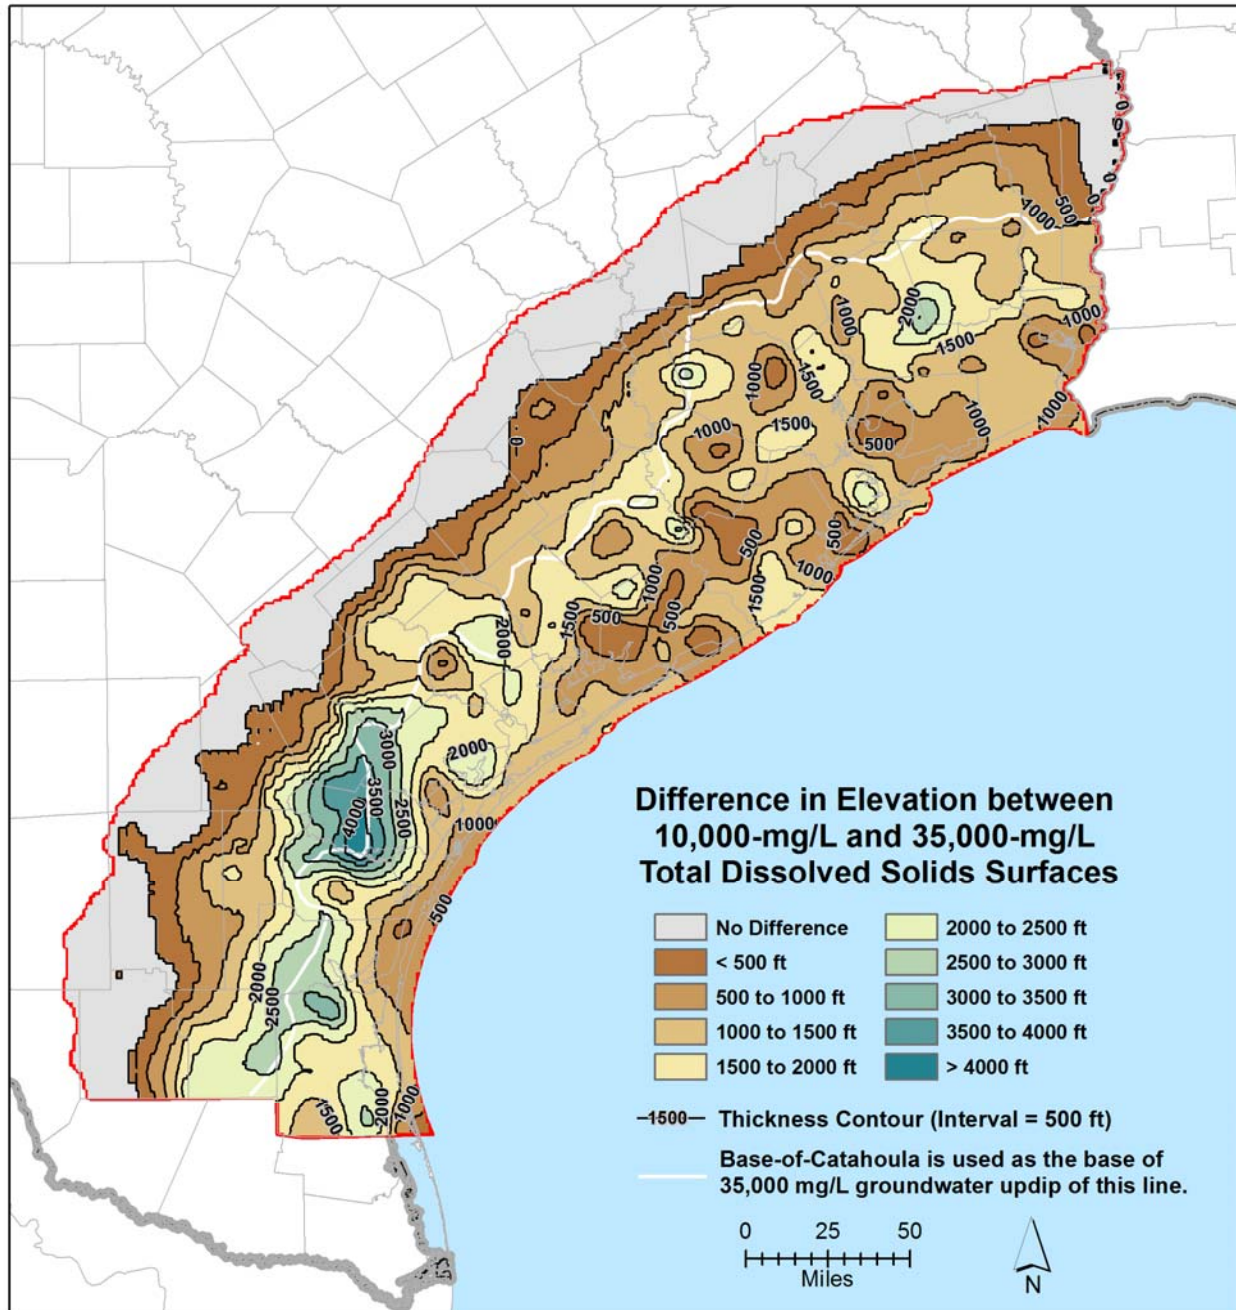 0
0
0
0
0
500
1000
1000
2000
1000
1500
1000
1500
1000
1500
1000
1000
500
0
500
500
1000
1000
1500
500
500
1500
2000
2000
3000
3500
2500
4000
1000
500
2000
2500
1500
2000
1000
Difference in Elevation between
10,000-mg/L and 35,000-mg/L
Total Dissolved Solids Surfaces
No Difference
< 500 ft
500 to 1000 ft
1000 to 1500 ft
1500 to 2000 ft
2000 to 2500 ft
2500 to 3000 ft
3000 to 3500 ft
3500 to 4000 ft
> 4000 ft
1500 Thickness Contour (Interval = 500 ft)
Base-of-Catahoula is used as the base of
35,000 mg/L groundwater updip of this line.
0 25 50
Miles
N